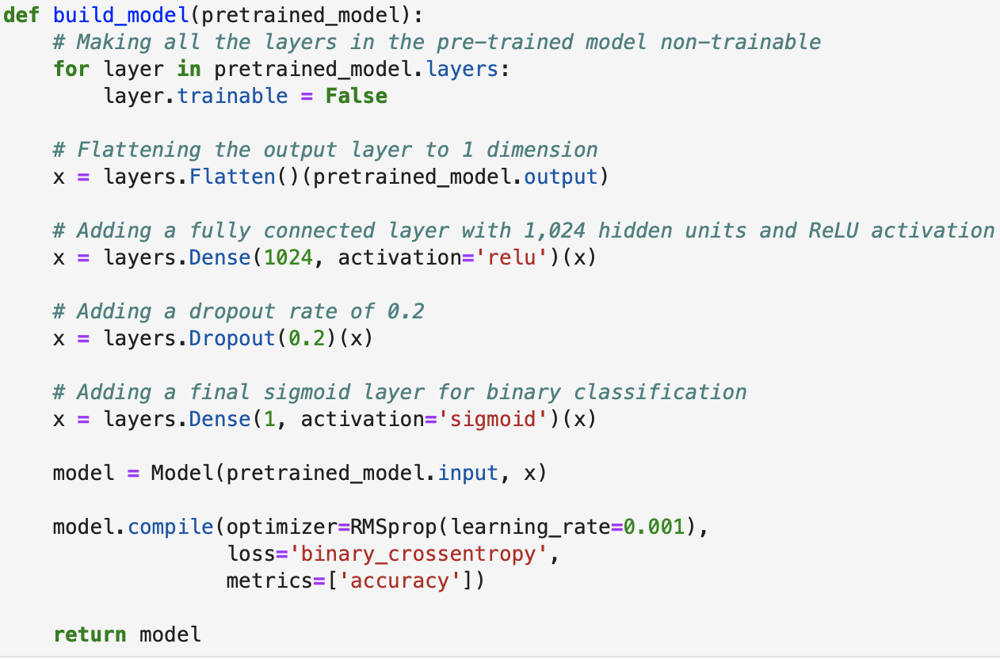 def build_model(pretrained_model):
    # Making all the layers in the pre-trained model non-trainable
    for layer in pretrained_model.layers:
        layer.trainable = False

    # Flattening the output layer to 1 dimension
    x = layers.Flatten()(pretrained_model.output)

    # Adding a fully connected layer with 1,024 hidden units and ReLU activation
    x = layers.Dense(1024, activation='relu')(x)

    # Adding a dropout rate of 0.2
    x = layers.Dropout(0.2)(x)

    # Adding a final sigmoid layer for binary classification
    x = layers.Dense(1, activation='sigmoid')(x)

    model = Model(pretrained_model.input, x)

    model.compile(optimizer=RMSprop(learning_rate=0.001),
                  loss='binary_crossentropy',
                  metrics=['accuracy'])

    return model